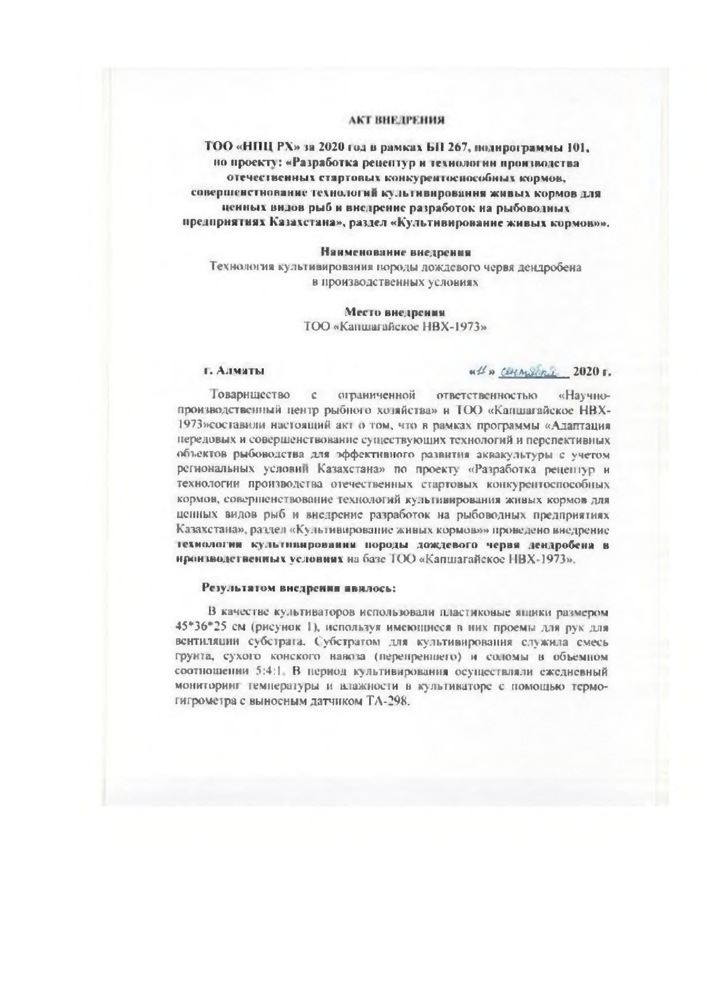 АКТ ВНЕДРЕНИЯ
ТОО «НПЦ РХ» за 2020 год в рамках БП 267, подпрограммы 101,
по проекту: «Разработка рецептур и технологии производства
отечественных стартовых конкурентоспособных кормов,
совершенствование технологий культивирования живых кормов для
ценных видов рыб и внедрение разработок на рыбоводных
предприятиях Казахстана», раздел «Культивирование живых кормов»».
Наименование внедрения
Технология культивирования породы дождевого червя дендробена
в производственных условиях
Место внедрения
ТОО «Капшагайское НВХ-1973»
г. Алматы «11» сентября 2020 г.
Товарищество с ограниченной ответственностью «Научно-
производственный центр рыбного хозяйства» и ТОО «Капшагайское НВХ-
1973»составили настоящий акт о том, что в рамках программы «Адаптация
передовых и совершенствование существующих технологий и перспективных
объектов рыбоводства для эффективного развития аквакультуры с учетом
региональных условий Казахстана» по проекту «Разработка рецептур и
технологии производства отечественных стартовых конкурентоспособных
кормов, совершенствование технологий культивирования живых кормов для
ценных видов рыб и внедрение разработок на рыбоводных предприятиях
Казахстана», раздел «Культивирование живых кормов»» проведено внедрение
технологии культивировании породы дождевого червя дендробена в
производственных условиях на базе ТОО «Капшагайское НВХ-1973».
Результатом внедрения явилось:
В качестве культиваторов использовали пластиковые ящики размером
45*36*25 см (рисунок 1), используя имеющиеся в них проемы для рук для
вентиляции субстрата. Субстратом для культивирования служила смесь
грунта, сухого конского навоза (перепревшего) и соломы в объемном
соотношении 5:4:1. В период культивирования осуществляли ежедневный
мониторинг температуры и влажности в культиваторе с помощью термо-
гигрометра с выносным датчиком ТА-298.